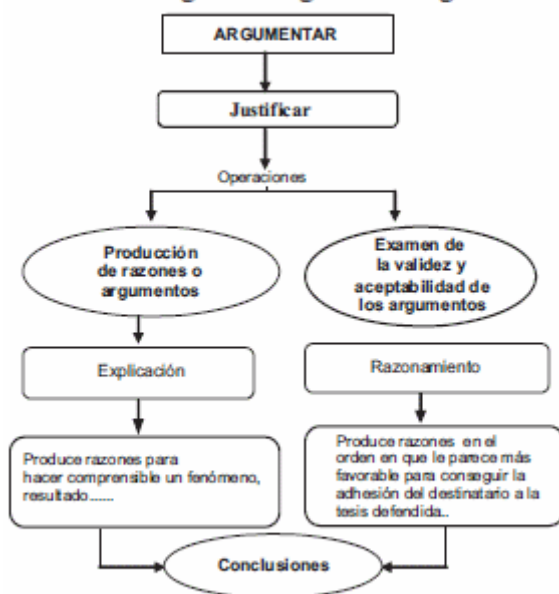 ARGUMENTAR
Justificar
Operaciones
Producción
de razones o
argumentos
Examen de
la validez y
aceptabilidad de
los argumentos
Explicación
Razonamiento
Produce razones para
hacer comprensible un fenómeno,
resultado......
Produce razones en el
orden en que le parece más
favorable para conseguir la
adhesión del destinatario a la
tesis defendida..
Conclusiones